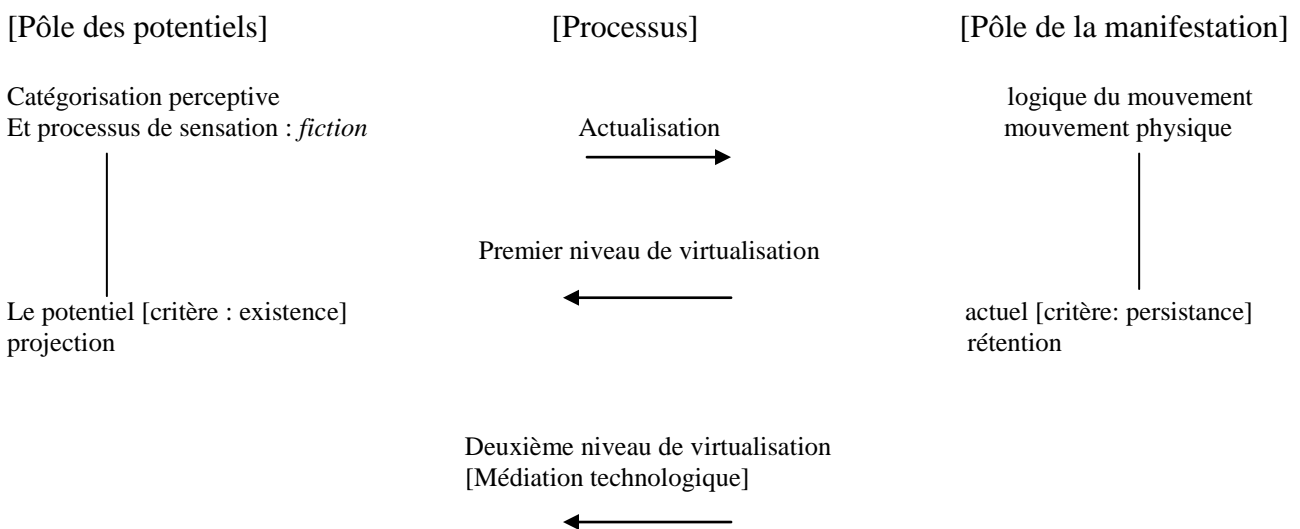 [Pôle des potentiels] [Processus] [Pôle de la manifestation]
Catégorisation perceptive logique du mouvement
Et processus de sensation : fiction Actualisation mouvement physique
Premier niveau de virtualisation
Le potentiel [critère : existence] actuel [critère: persistance]
projection rétention
Deuxième niveau de virtualisation
[Médiation technologique]